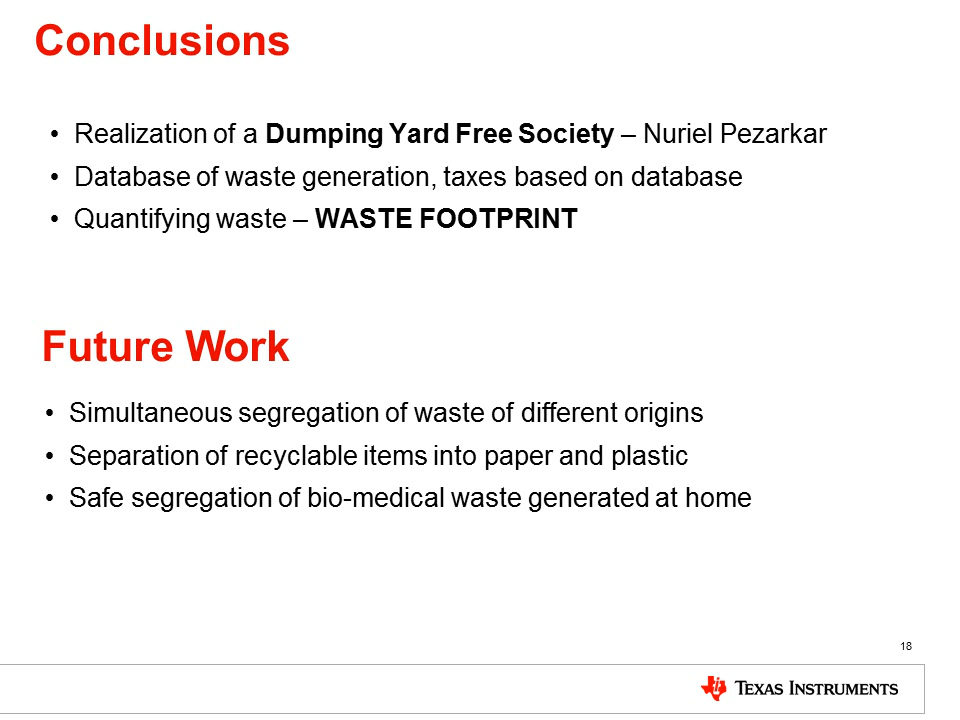 Conclusions
• Realization of a Dumping Yard Free Society – Nuriel Pezarkar
• Database of waste generation, taxes based on database
• Quantifying waste – WASTE FOOTPRINT
Future Work
• Simultaneous segregation of waste of different origins
• Separation of recyclable items into paper and plastic
• Safe segregation of bio-medical waste generated at home
18
TEXAS INSTRUMENTS